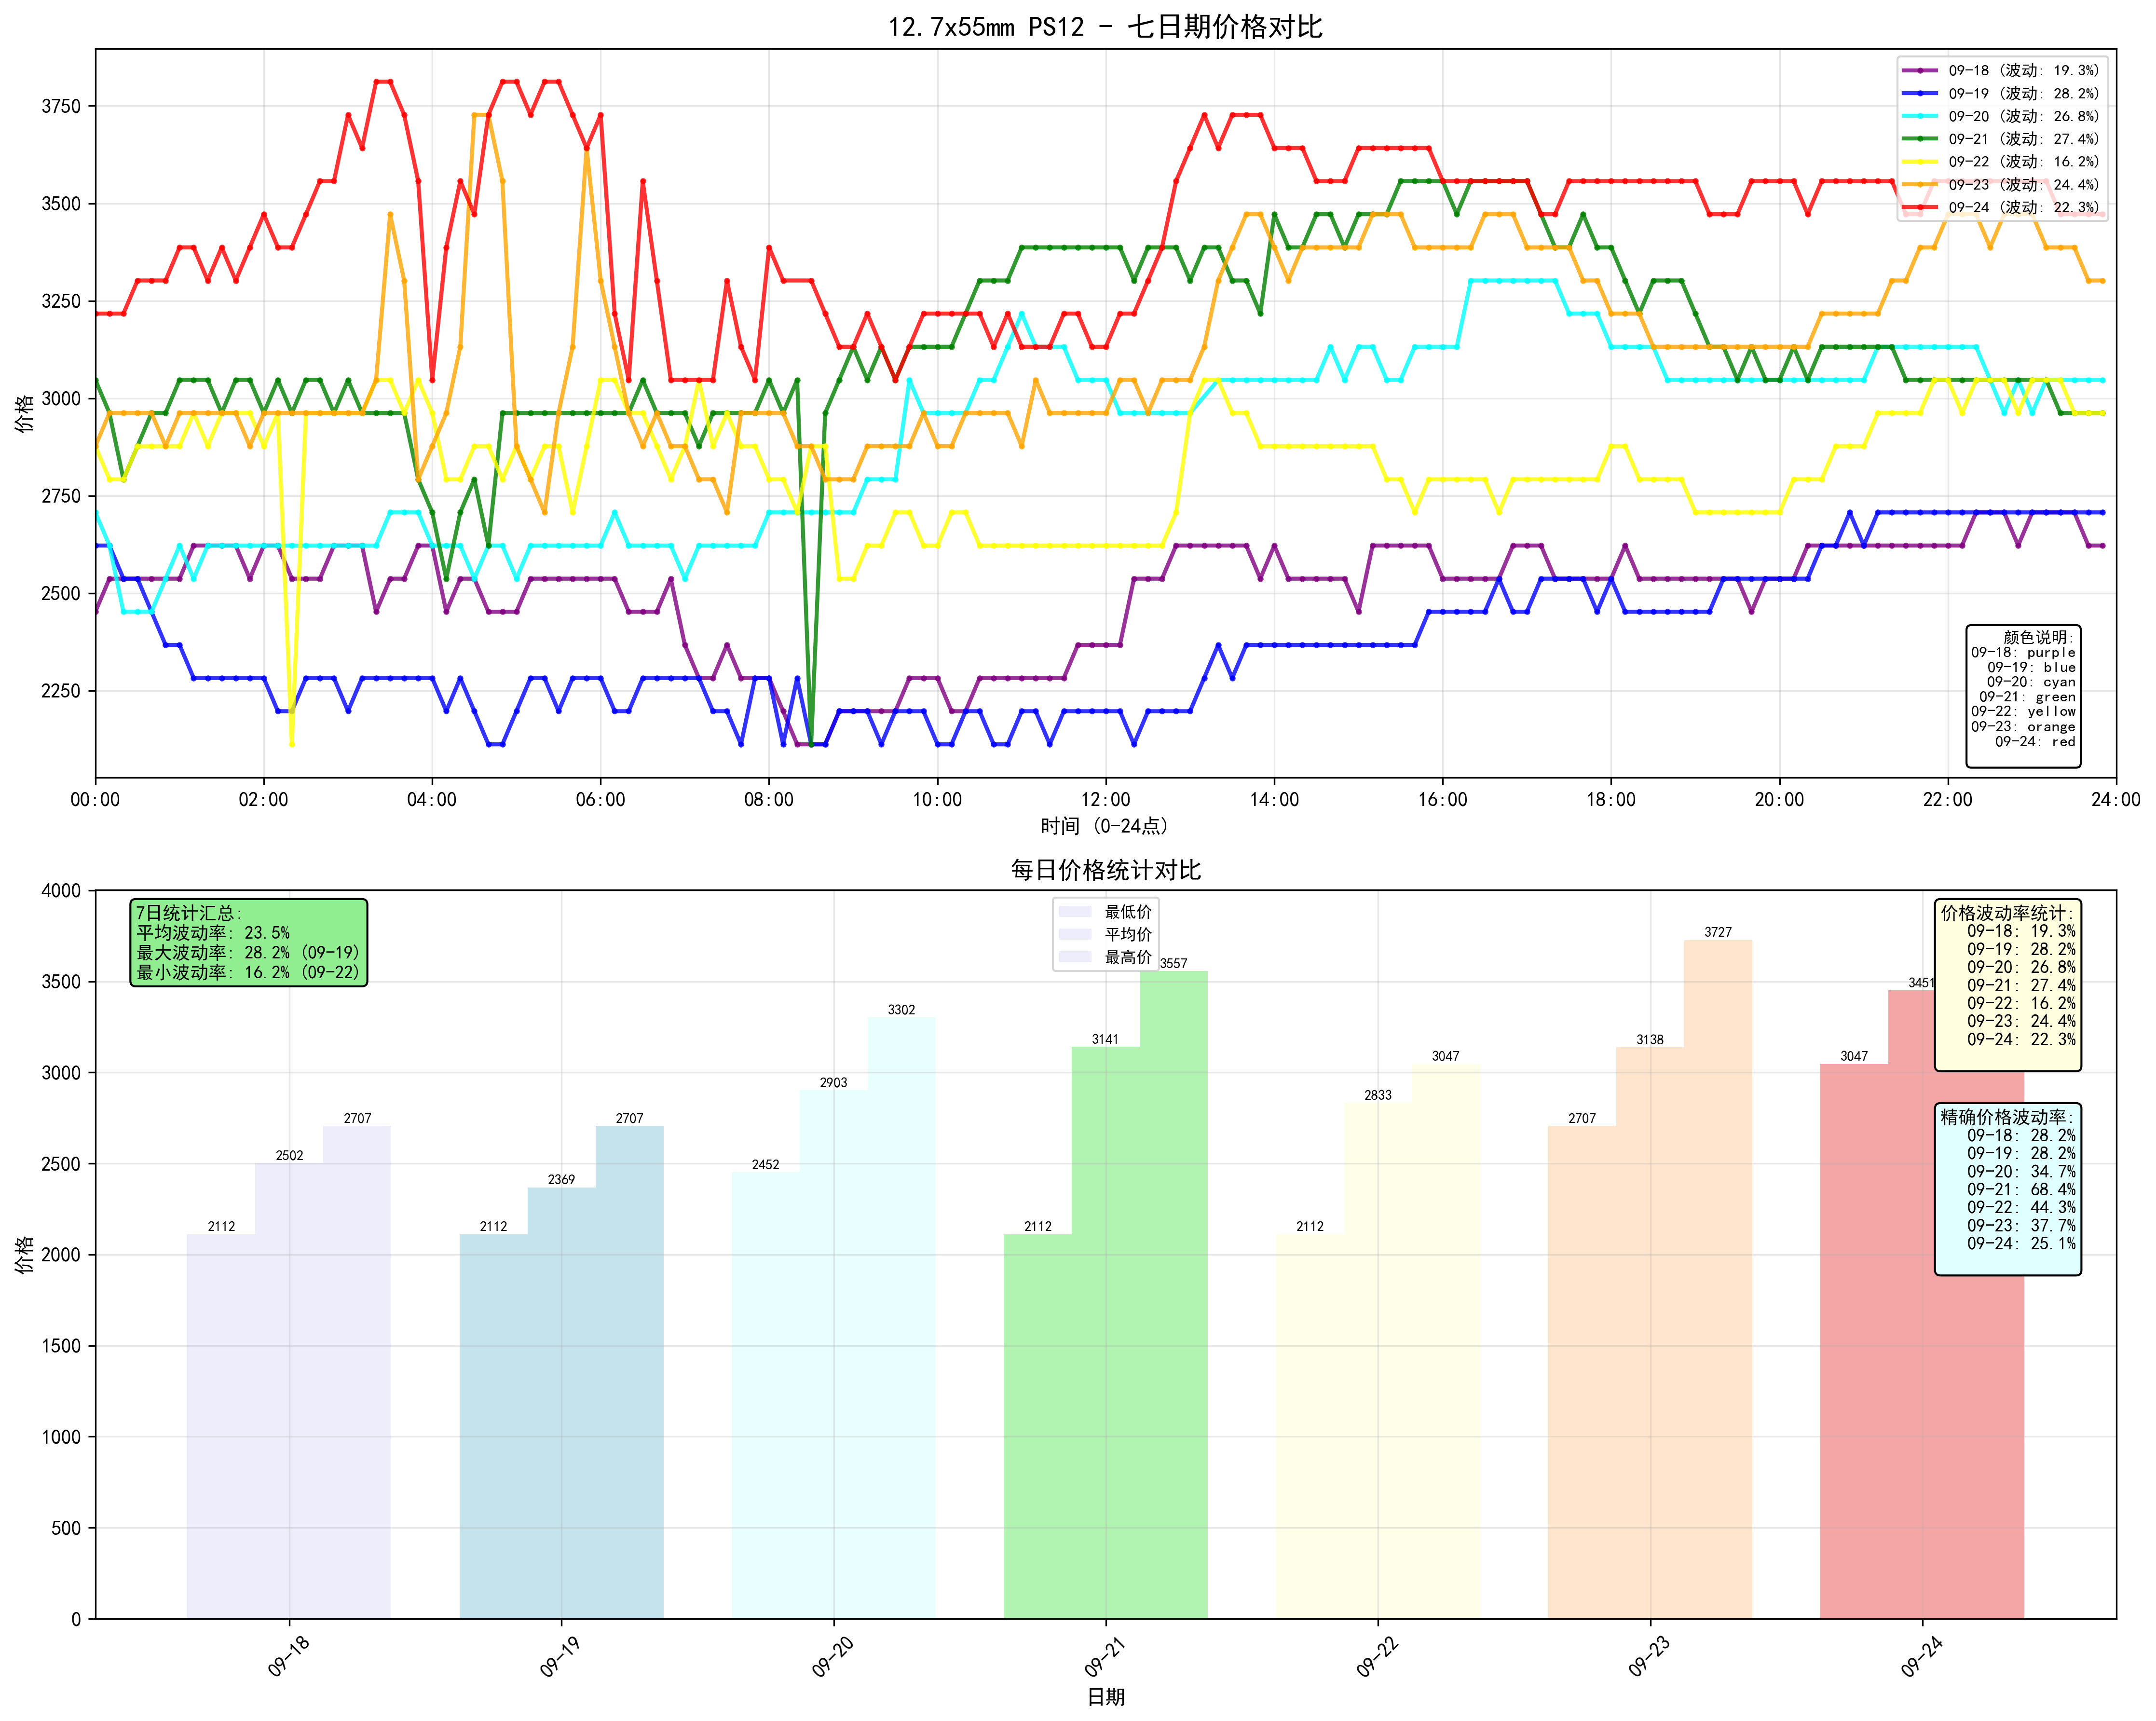 12.7x55mm PS12 - 七日期价格对比
3750
3500
3250
3000
2750
2500
2250
价格
09-18 (波动: 19.3%)
09-19 (波动: 28.2%)
09-20 (波动: 26.8%)
09-21 (波动: 27.4%)
09-22 (波动: 16.2%)
09-23 (波动: 24.4%)
09-24 (波动: 22.3%)
颜色说明:
09-18: purple
09-19: blue
09-20: cyan
09-21: green
09-22: yellow
09-23: orange
09-24: red
00:00 02:00 04:00 06:00 08:00 10:00 12:00 14:00 16:00 18:00 20:00 22:00 24:00
时间 (0-24点)
每日价格统计对比
4000
3500
3000
2500
2000
1500
1000
500
0
价格
7日统计汇总:
平均波动率: 23.5%
最大波动率: 28.2% (09-19)
最小波动率: 16.2% (09-22)
最低价
平均价
最高价
价格波动率统计:
09-18: 19.3%
09-19: 28.2%
09-20: 26.8%
09-21: 27.4%
09-22: 16.2%
09-23: 24.4%
09-24: 22.3%
精确价格波动率:
09-18: 28.2%
09-19: 28.2%
09-20: 34.7%
09-21: 68.4%
09-22: 44.3%
09-23: 37.7%
09-24: 25.1%
2112 2502 2707
2112 2369 2707
2452 2903 3302
2112 3141 3557
2112 2833 3047
2707 3138 3727
3047 3451
09-18 09-19 09-20 09-21 09-22 09-23 09-24
日期